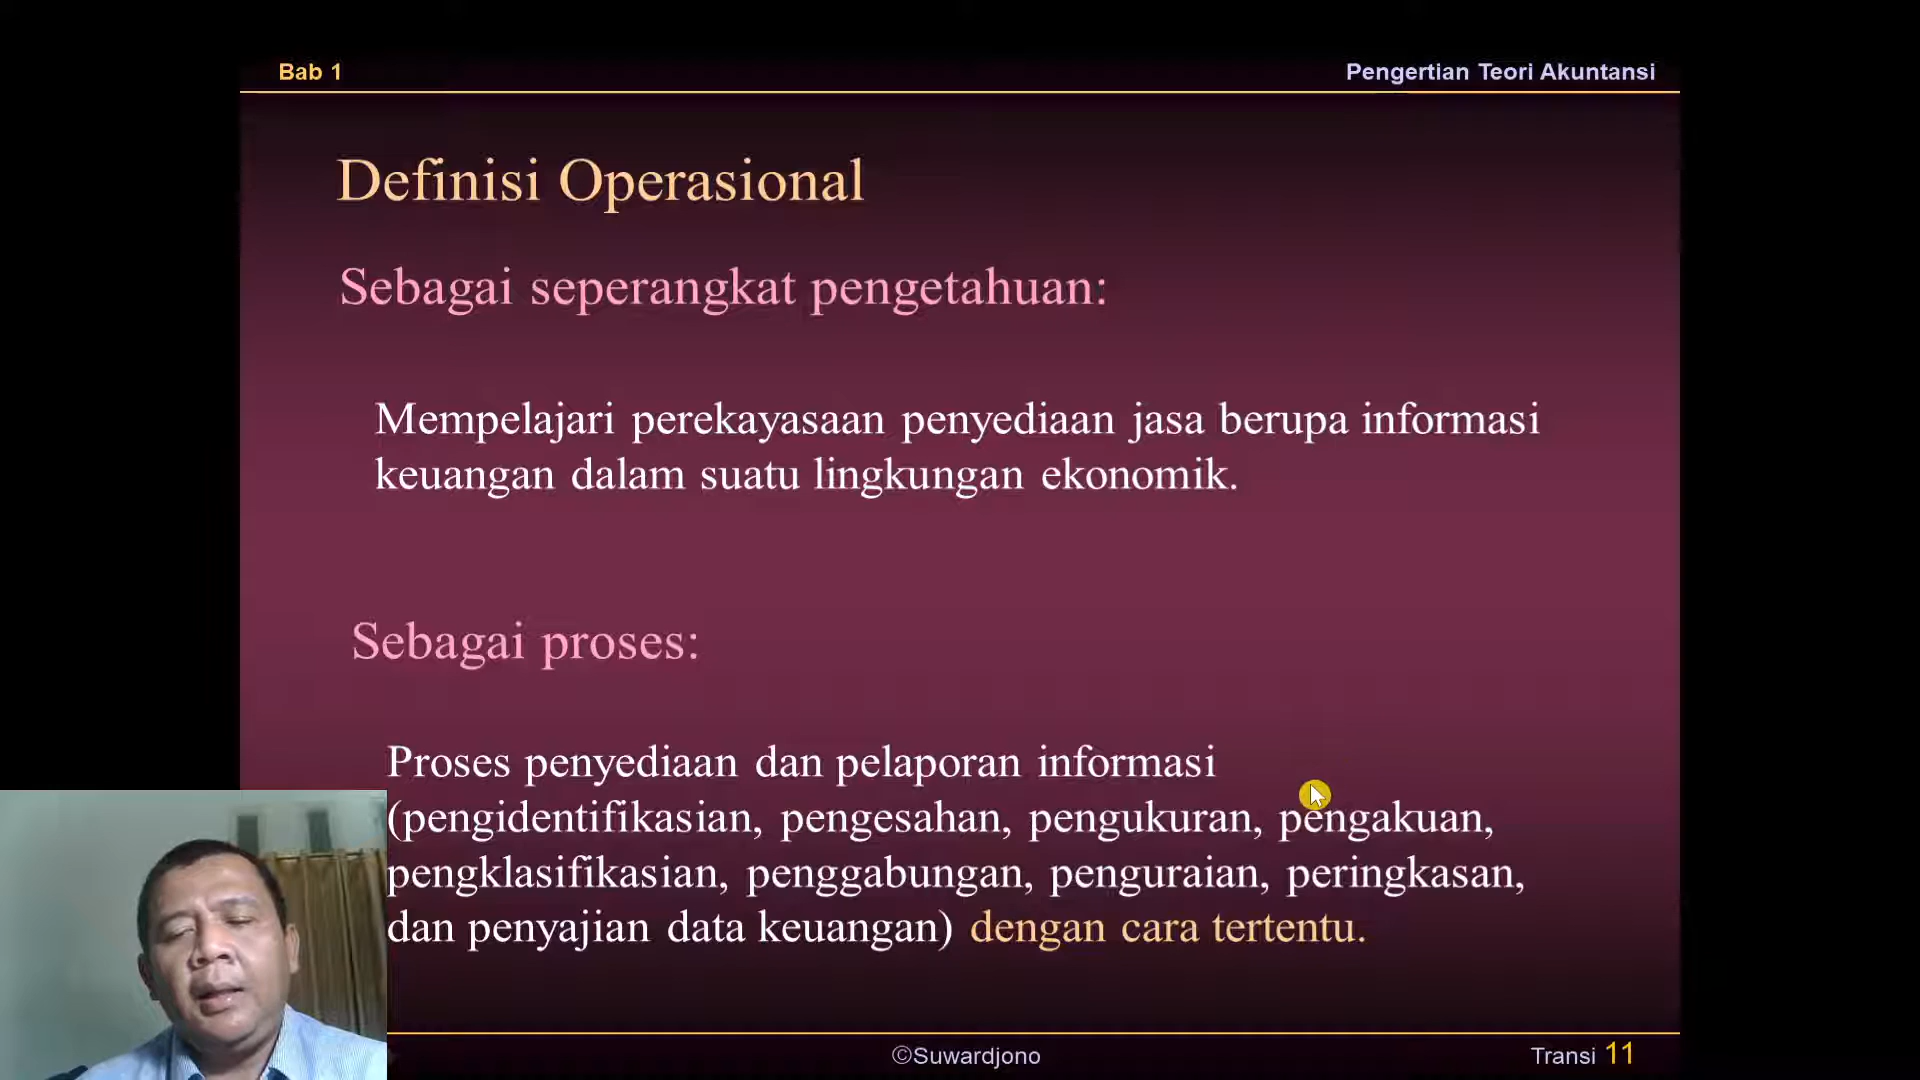 Bab 1
Pengertian Teori Akuntansi
Definisi Operasional
Sebagai seperangkat pengetahuan:
Mempelajari perekayasaan penyediaan jasa berupa informasi
keuangan dalam suatu lingkungan ekonomik.
Sebagai proses:
Proses penyediaan dan pelaporan informasi
(pengidentifikasian, pengesahan, pengukuran, pengakuan,
pengklasifikasian, penggabungan, penguraian, peringkasan,
dan penyajian data keuangan) dengan cara tertentu.
©Suwardjono
Transi 11